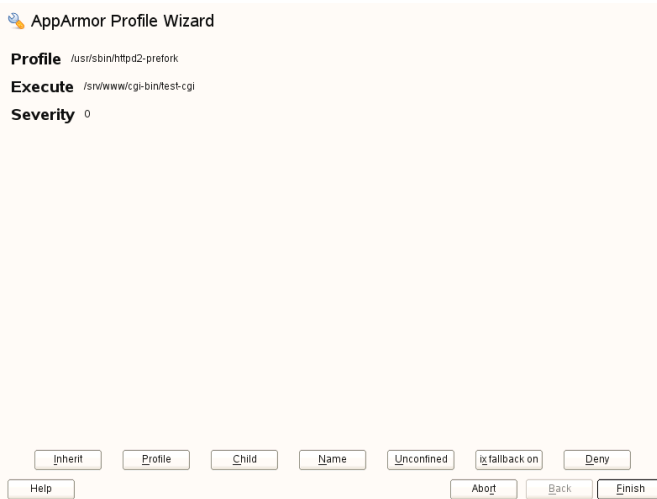 AppArmor Profile Wizard
Profile /usr/sbin/httpd2-prefork
Execute /srv/www/cgi-bin/test-cgi
Severity 0
Inherit Profile Child Name Unconfined ix fallback on Deny
Help Abort Back Finish